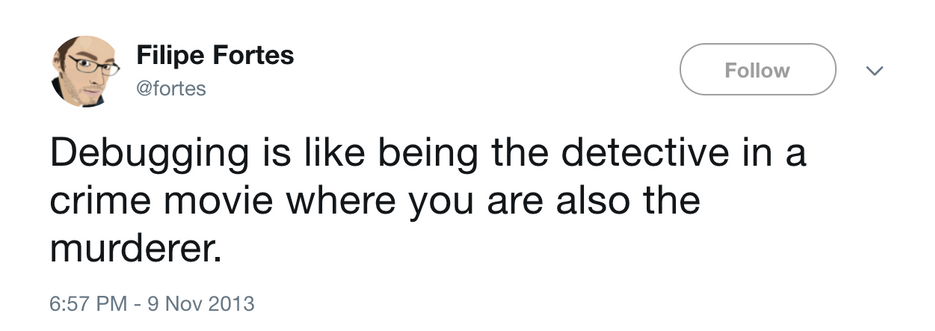 Filipe Fortes
@fortes
Follow
Debugging is like being the detective in a
crime movie where you are also the
murderer.
6:57 PM - 9 Nov 2013